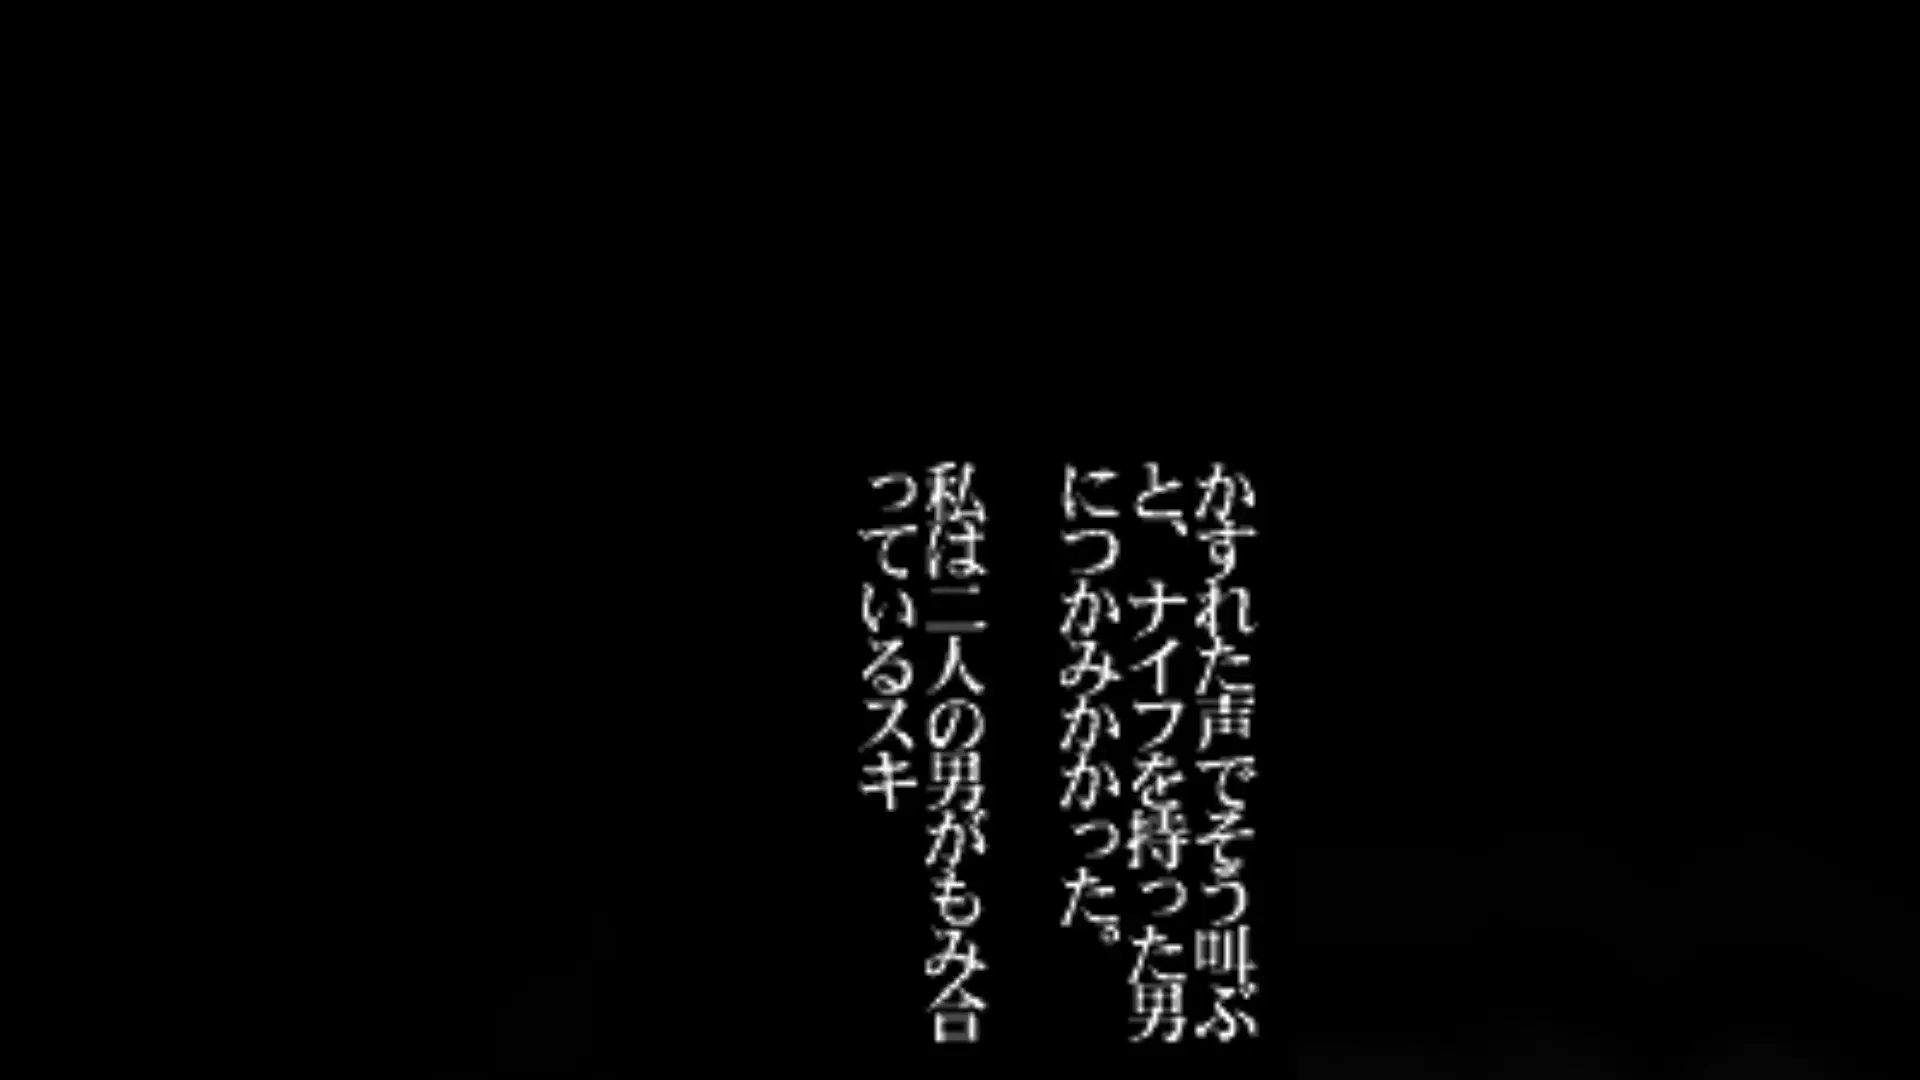 かすれた声でそう叫ぶ
と、ナイフを持った男
につかみかかった。
私は二人の男がもみ合
っているスキ